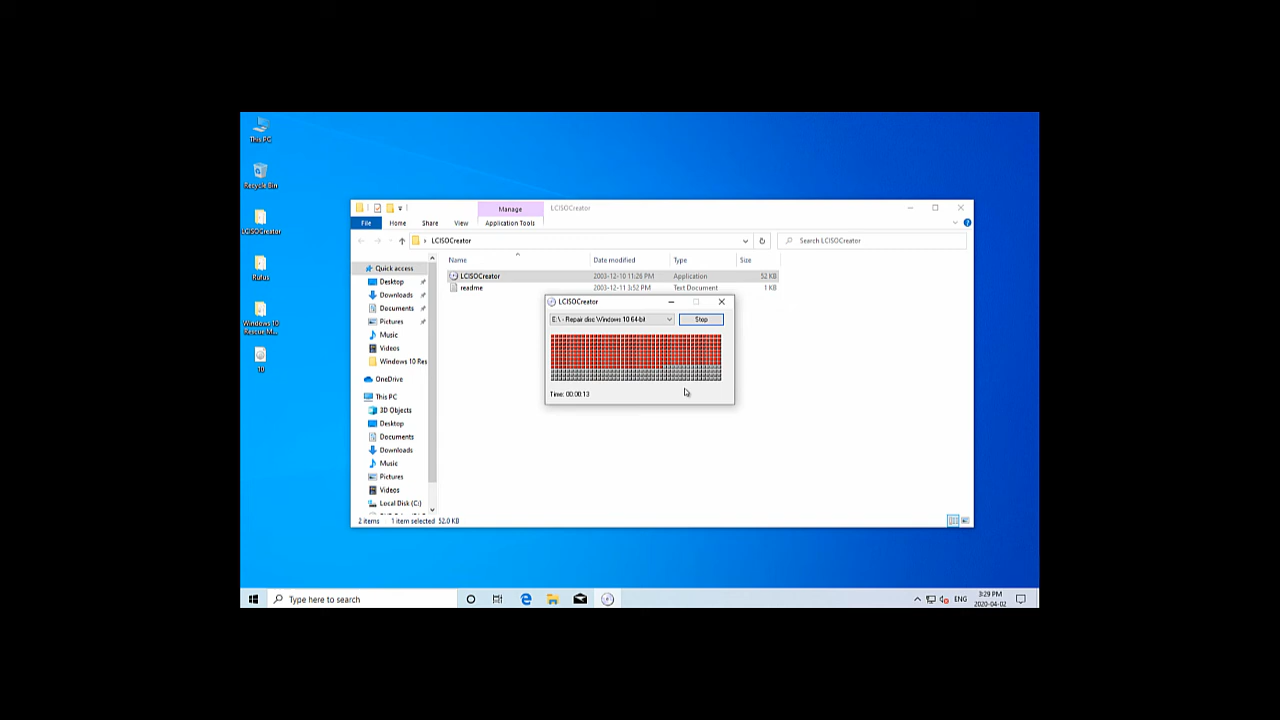 This PC
Recycle Bin
LCISOCreator
Rufus
Windows 10
Rescue M...
10
Manage
LCISOCreator
File
Home
Share
View
Application Tools
LCISOCreator
Search LCISOCreator
Quick access
Desktop
Downloads
Documents
Pictures
Music
Videos
Windows 10 Res
OneDrive
This PC
3D Objects
Desktop
Documents
Downloads
Music
Pictures
Videos
Local Disk (C:)
Name
Date modified
Type
Size
LCISOCreator
2003-12-10 11:26 PM
Application
52 KB
readme
2003-12-11 3:52 PM
Text Document
1 KB
LCISOCreator
E:\ - Repair disc Windows 10 64-bit
Stop
Time: 00:00:13
2 items
1 item selected
52.0 KB
Type here to search
ENG
3:29 PM
2020-04-02